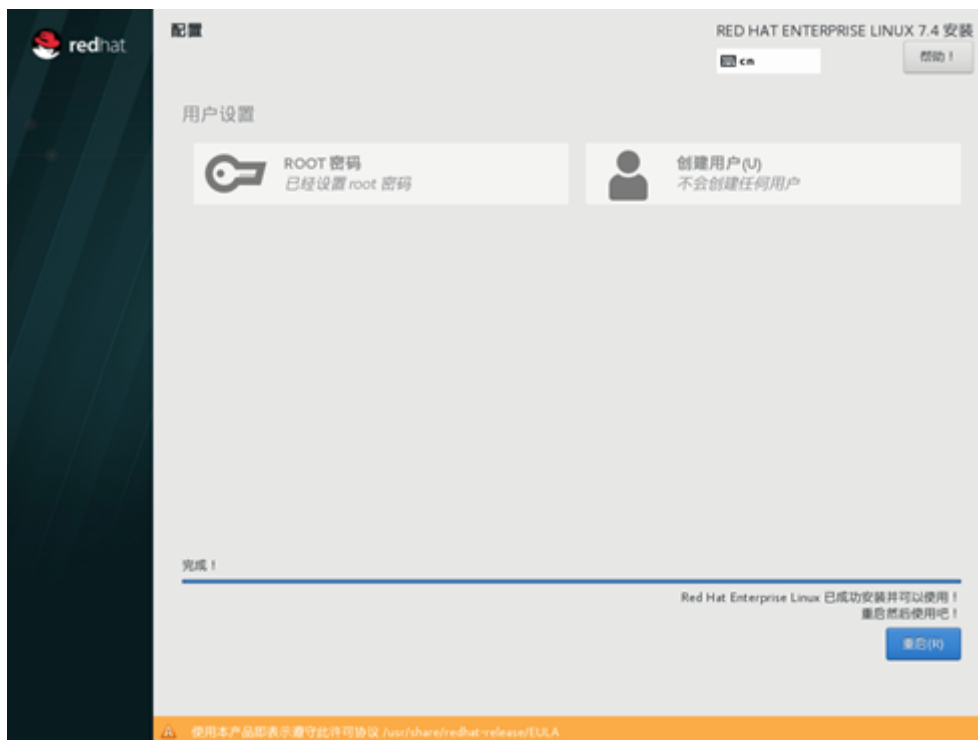 redhat
配置
RED HAT ENTERPRISE LINUX 7.4 安装
cn
帮助！
用户设置
ROOT 密码
已经设置 root 密码
创建用户(U)
不会创建任何用户
完成！
Red Hat Enterprise Linux 已成功安装并可以使用！
重启然后使用吧！
重启(R)
使用本产品即表示遵守此许可协议 /usr/share/redhat-release/EULA